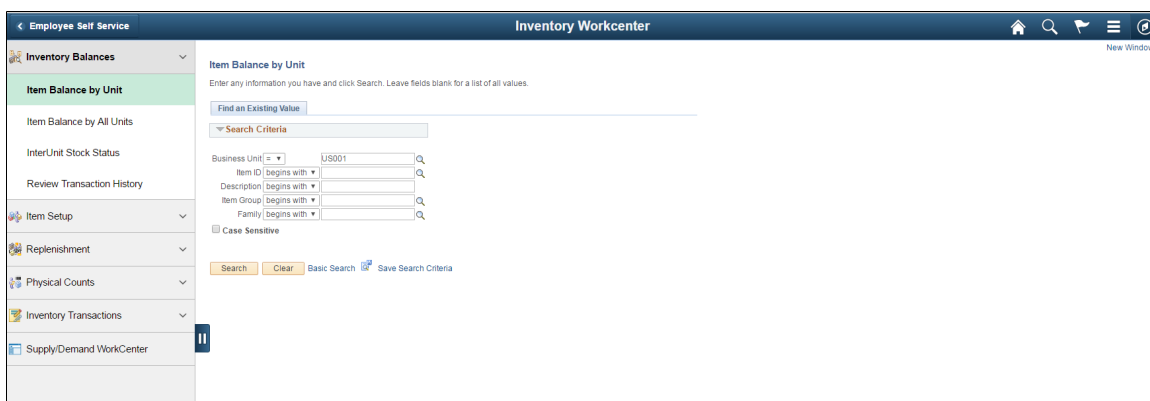 Employee Self Service
Inventory Workcenter
New Window
Inventory Balances
Item Balance by Unit
Item Balance by All Units
InterUnit Stock Status
Review Transaction History
Item Setup
Replenishment
Physical Counts
Inventory Transactions
Supply/Demand WorkCenter
Item Balance by Unit
Enter any information you have and click Search. Leave fields blank for a list of all values.
Find an Existing Value
Search Criteria
Business Unit = US001
Item ID begins with
Description begins with
Item Group begins with
Family begins with
Case Sensitive
Search Clear Basic Search Save Search Criteria